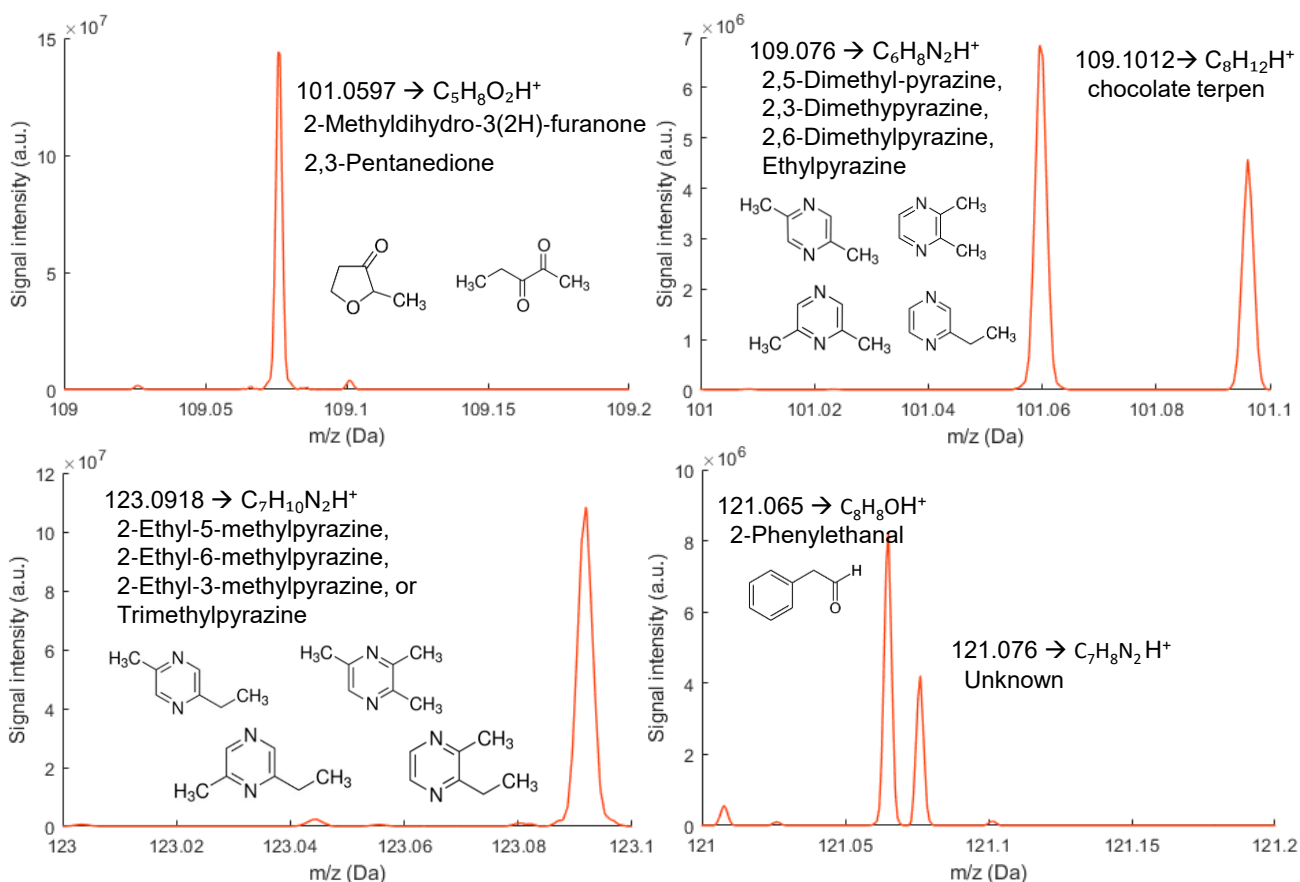 ×10⁷
15
10
5
0
Signal intensity (a.u.)
109
109.05
109.1
109.15
109.2
m/z (Da)
101.0597 → C₅H₈O₂H⁺
2-Methyldihydro-3(2H)-furanone
2,3-Pentanedione
O
O
CH₃
H₃C
O
O
CH₃
×10⁶
7
6
5
4
3
2
1
0
Signal intensity (a.u.)
101
101.02
101.04
101.06
101.08
101.1
m/z (Da)
109.076 → C₆H₈N₂H⁺
2,5-Dimethyl-pyrazine,
2,3-Dimethypyrazine,
2,6-Dimethylpyrazine,
Ethylpyrazine
109.1012→ C₈H₁₂H⁺
chocolate terpen
H₃C
N
N
CH₃
N
N
CH₃
CH₃
N
N
H₃C
CH₃
N
N
CH₃
×10⁷
12
10
8
6
4
2
0
Signal intensity (a.u.)
123
123.02
123.04
123.06
123.08
123.1
m/z (Da)
123.0918 → C₇H₁₀N₂H⁺
2-Ethyl-5-methylpyrazine,
2-Ethyl-6-methylpyrazine,
2-Ethyl-3-methylpyrazine, or
Trimethylpyrazine
H₃C
N
N
CH₃
H₃C
N
N
CH₃
CH₃
N
N
H₃C
CH₃
N
N
CH₃
CH₃
×10⁶
10
8
6
4
2
0
Signal intensity (a.u.)
121
121.05
121.1
121.15
121.2
m/z (Da)
121.065 → C₈H₈OH⁺
2-Phenylethanal
H
O
121.076 → C₇H₈N₂H⁺
Unknown